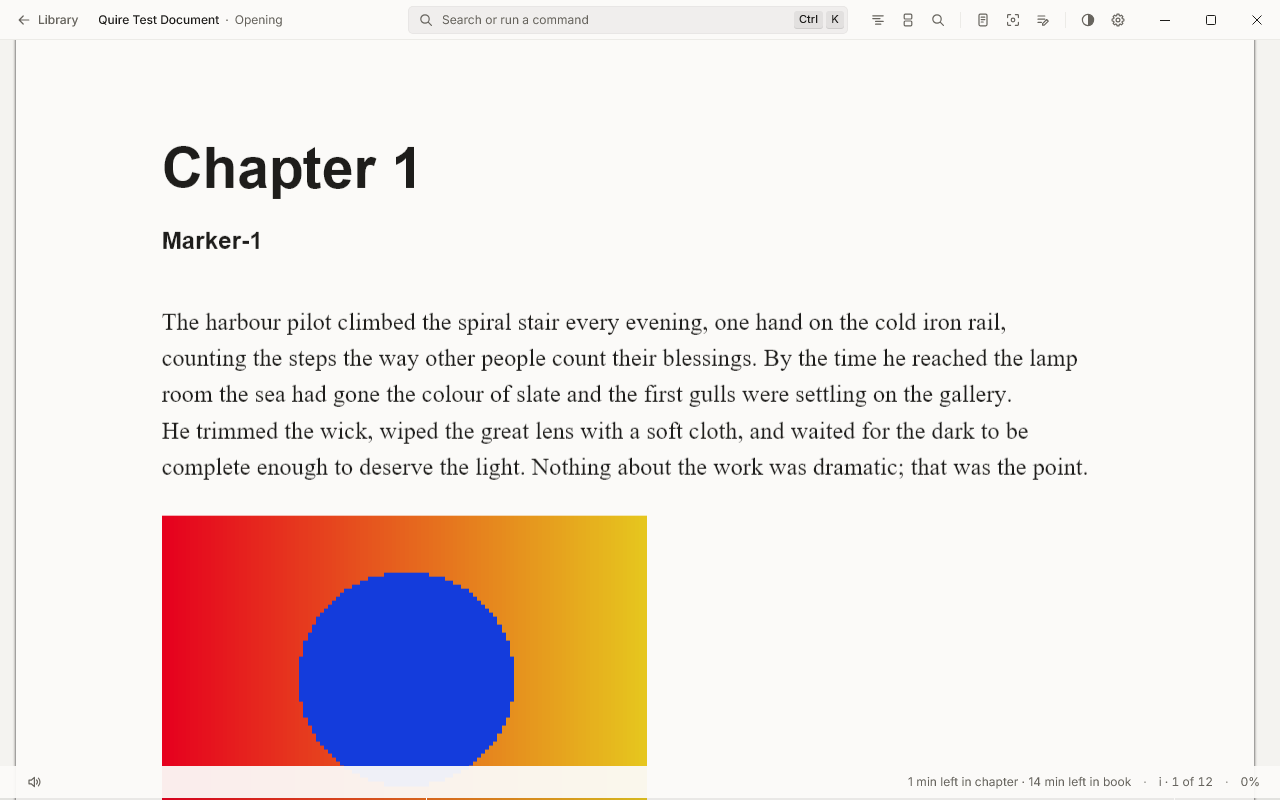 Library Quire Test Document · Opening Search or run a command Ctrl K
Chapter 1
Marker-1
The harbour pilot climbed the spiral stair every evening, one hand on the cold iron rail,
counting the steps the way other people count their blessings. By the time he reached the lamp
room the sea had gone the colour of slate and the first gulls were settling on the gallery.
He trimmed the wick, wiped the great lens with a soft cloth, and waited for the dark to be
complete enough to deserve the light. Nothing about the work was dramatic; that was the point.
1 min left in chapter · 14 min left in book · i · 1 of 12 · 0%